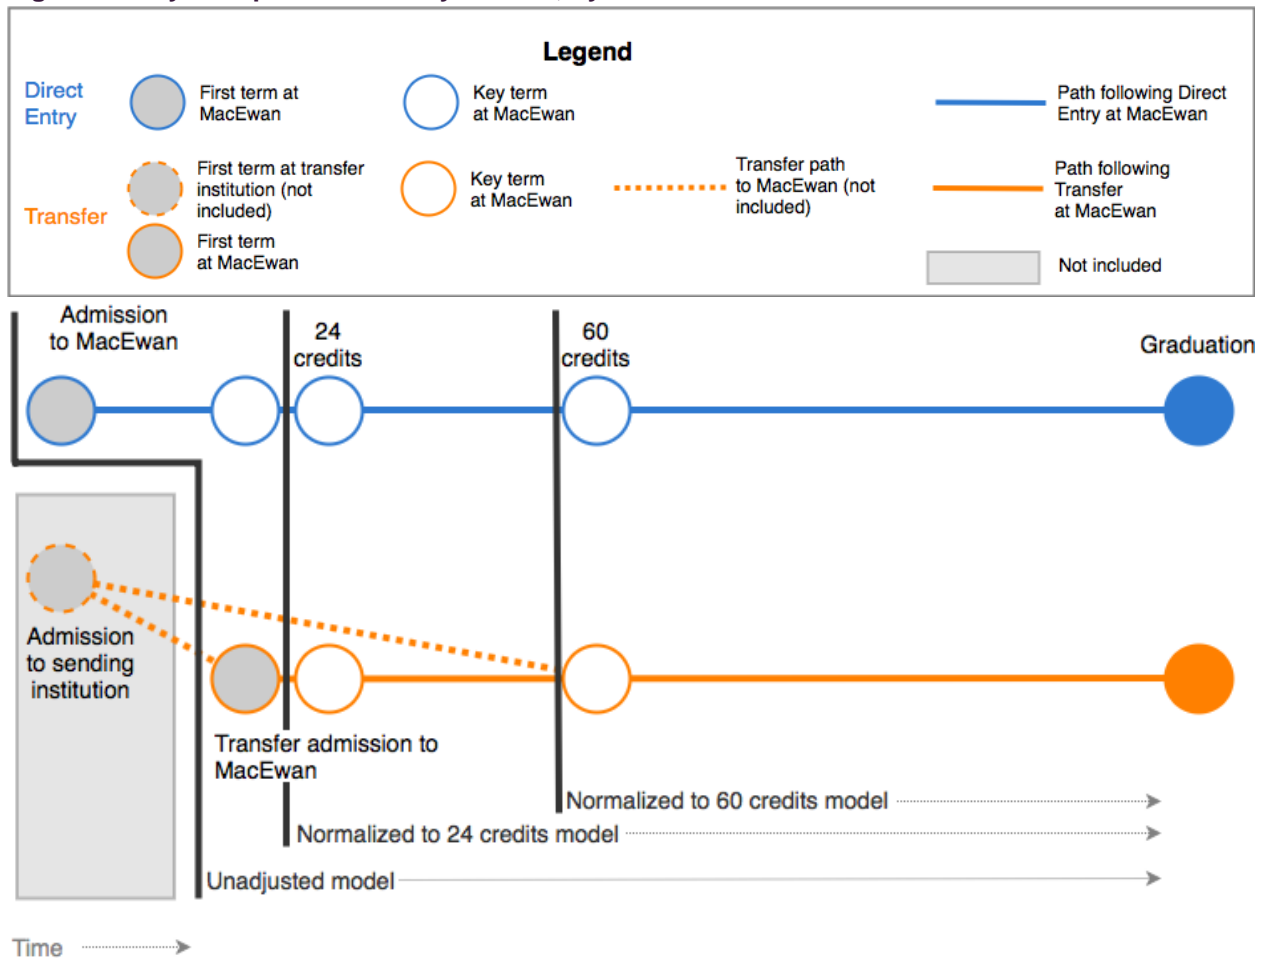 Legend
Direct
Entry
First term at
MacEwan
Key term
at MacEwan
Path following Direct
Entry at MacEwan
Transfer
First term at transfer
institution (not
included)
Key term
at MacEwan
Transfer path
to MacEwan (not
included)
Path following
Transfer
at MacEwan
First term
at MacEwan
Not included
Admission
to MacEwan
24
credits
60
credits
Graduation
Admission
to sending
institution
Transfer admission to
MacEwan
Normalized to 60 credits model
Normalized to 24 credits model
Unadjusted model
Time